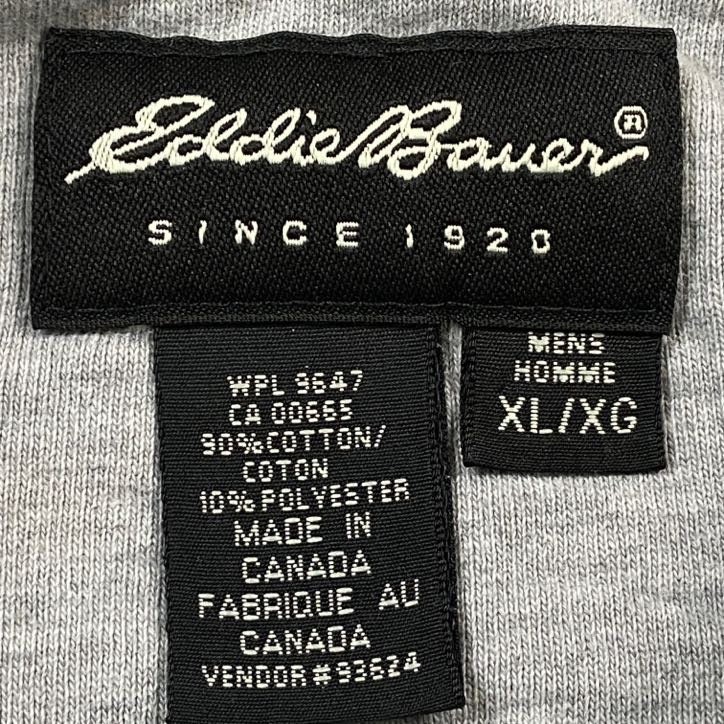 Eddie Bauer®
SINCE 1920
MENS
HOMME
XL/XG
WPL 9647
CA 00665
90% COTTON/
COTON
10% POLYESTER
MADE IN
CANADA
FABRIQUE AU
CANADA
VENDOR #93624